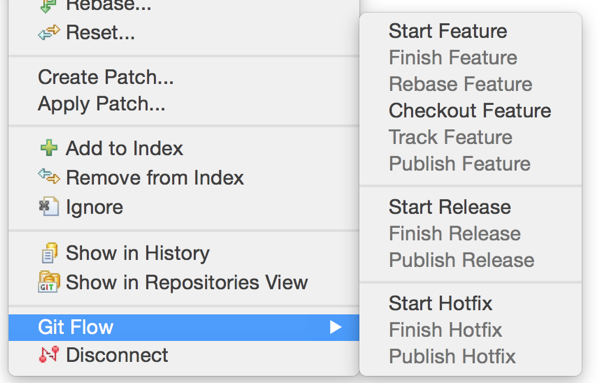 Rebase...
Reset...
Create Patch...
Apply Patch...
Add to Index
Remove from Index
Ignore
Show in History
GIT Show in Repositories View
Git Flow
Disconnect
Start Feature
Finish Feature
Rebase Feature
Checkout Feature
Track Feature
Publish Feature
Start Release
Finish Release
Publish Release
Start Hotfix
Finish Hotfix
Publish Hotfix